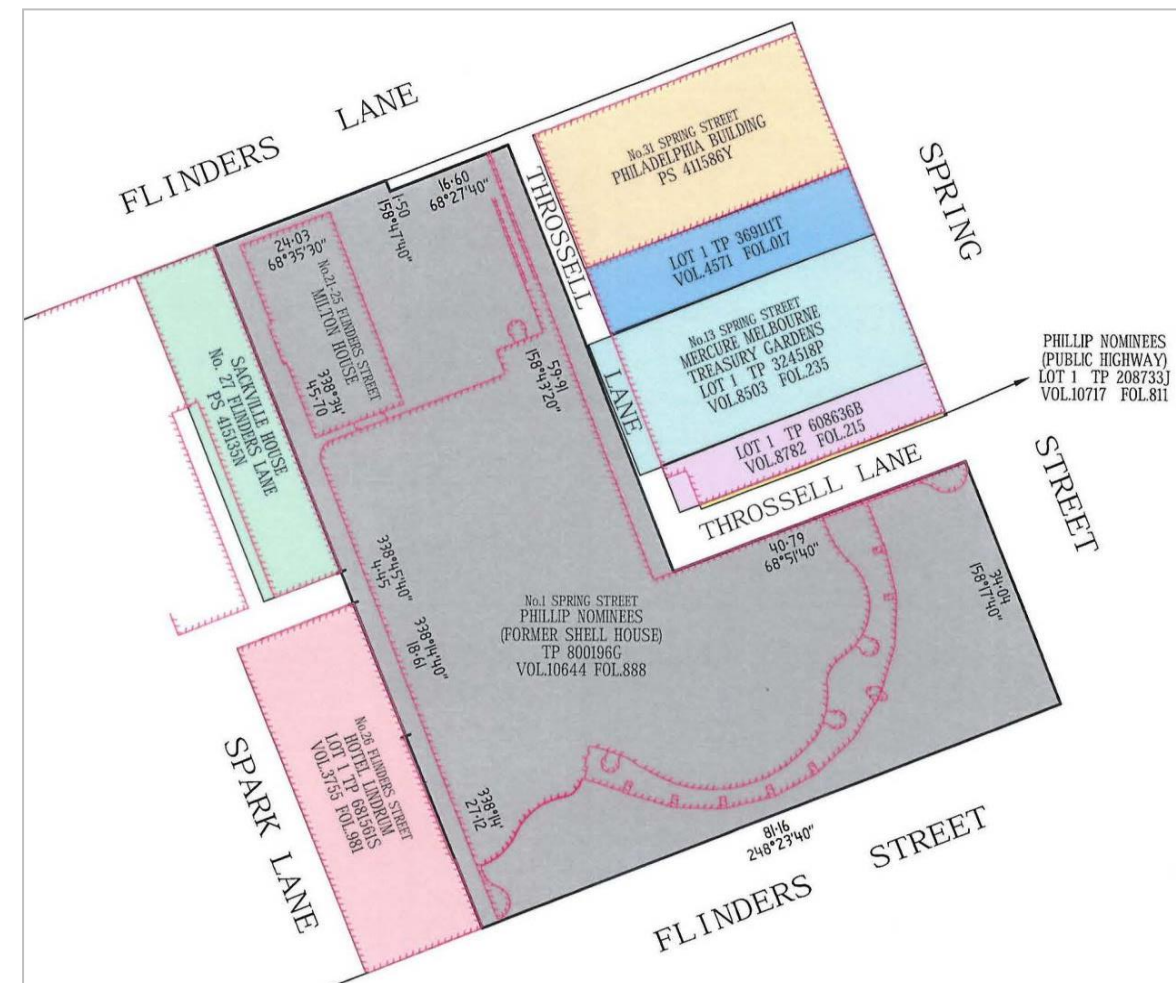 FLINDERS LANE
16·60
68°27'40"
1·50
158°47'40"
24·03
68°35'30"
No.21-25 FLINDERS STREET
MILTON HOUSE
338°34'
45·70
SACKVILLE HOUSE
No. 27 FLINDERS LANE
PS 415135N
THROSSELL
LANE
No.31 SPRING STREET
PHILADELPHIA BUILDING
PS 411586Y
LOT 1 TP 369111T
VOL.4571 FOL.017
No.13 SPRING STREET
MERCURE MELBOURNE
TREASURY GARDENS
LOT 1 TP 324518P
VOL.8503 FOL.235
LOT 1 TP 608636B
VOL.8782 FOL.215
THROSSELL LANE
SPRING
STREET
PHILLIP NOMINEES
(PUBLIC HIGHWAY)
LOT 1 TP 208733J
VOL.10717 FOL.811
59·91
158°43'20"
40·79
68°51'40"
34·04
158°17'40"
338°45'40"
4·45
338°14'40"
18·61
No.1 SPRING STREET
PHILLIP NOMINEES
(FORMER SHELL HOUSE)
TP 800196G
VOL.10644 FOL.888
No.26 FLINDERS STREET
HOTEL LINDRUM
LOT 1 TP 681561S
VOL.3755 FOL.981
SPARK LANE
338°14'
27·12
81·16
248°23'40"
FLINDERS STREET